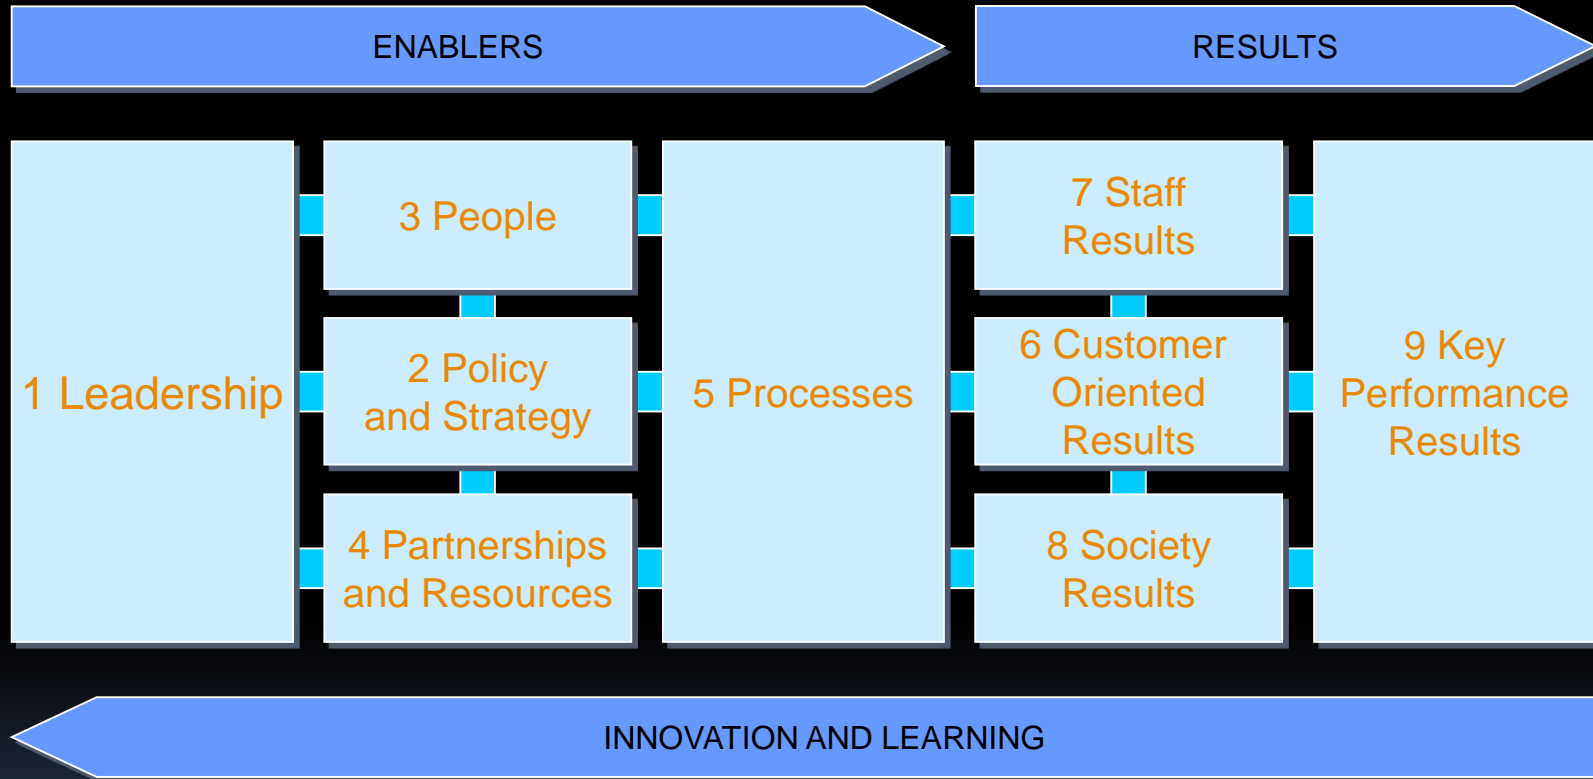 ENABLERS
RESULTS
1 Leadership
3 People
2 Policy
and Strategy
4 Partnerships
and Resources
5 Processes
7 Staff
Results
6 Customer
Oriented
Results
8 Society
Results
9 Key
Performance
Results
INNOVATION AND LEARNING